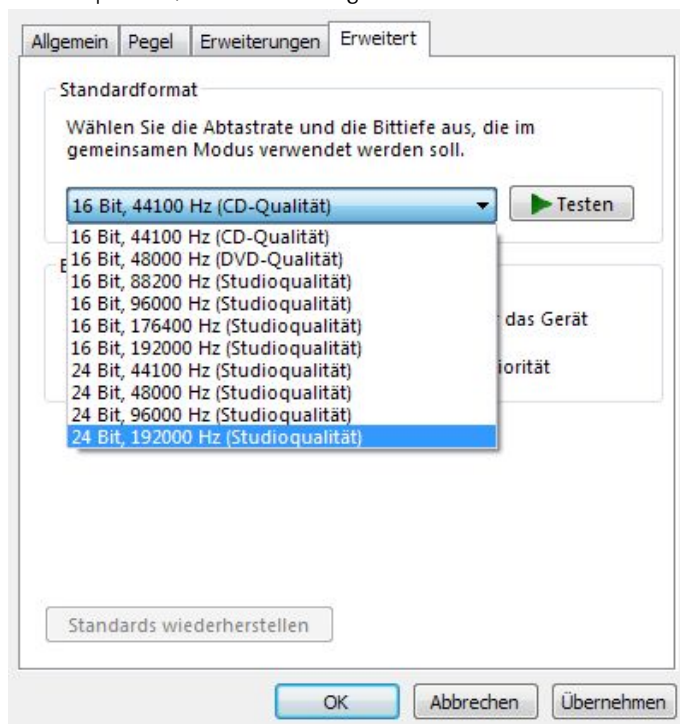 Allgemein Pegel Erweiterungen Erweitert
Standardformat
Wählen Sie die Abtastrate und die Bittiefe aus, die im
gemeinsamen Modus verwendet werden soll.
16 Bit, 44100 Hz (CD-Qualität) Testen
16 Bit, 44100 Hz (CD-Qualität)
16 Bit, 48000 Hz (DVD-Qualität)
16 Bit, 88200 Hz (Studioqualität)
16 Bit, 96000 Hz (Studioqualität)
16 Bit, 176400 Hz (Studioqualität)
das Gerät
16 Bit, 192000 Hz (Studioqualität)
24 Bit, 44100 Hz (Studioqualität)
iorität
24 Bit, 48000 Hz (Studioqualität)
24 Bit, 96000 Hz (Studioqualität)
24 Bit, 192000 Hz (Studioqualität)
Standards wiederherstellen
OK Abbrechen Übernehmen